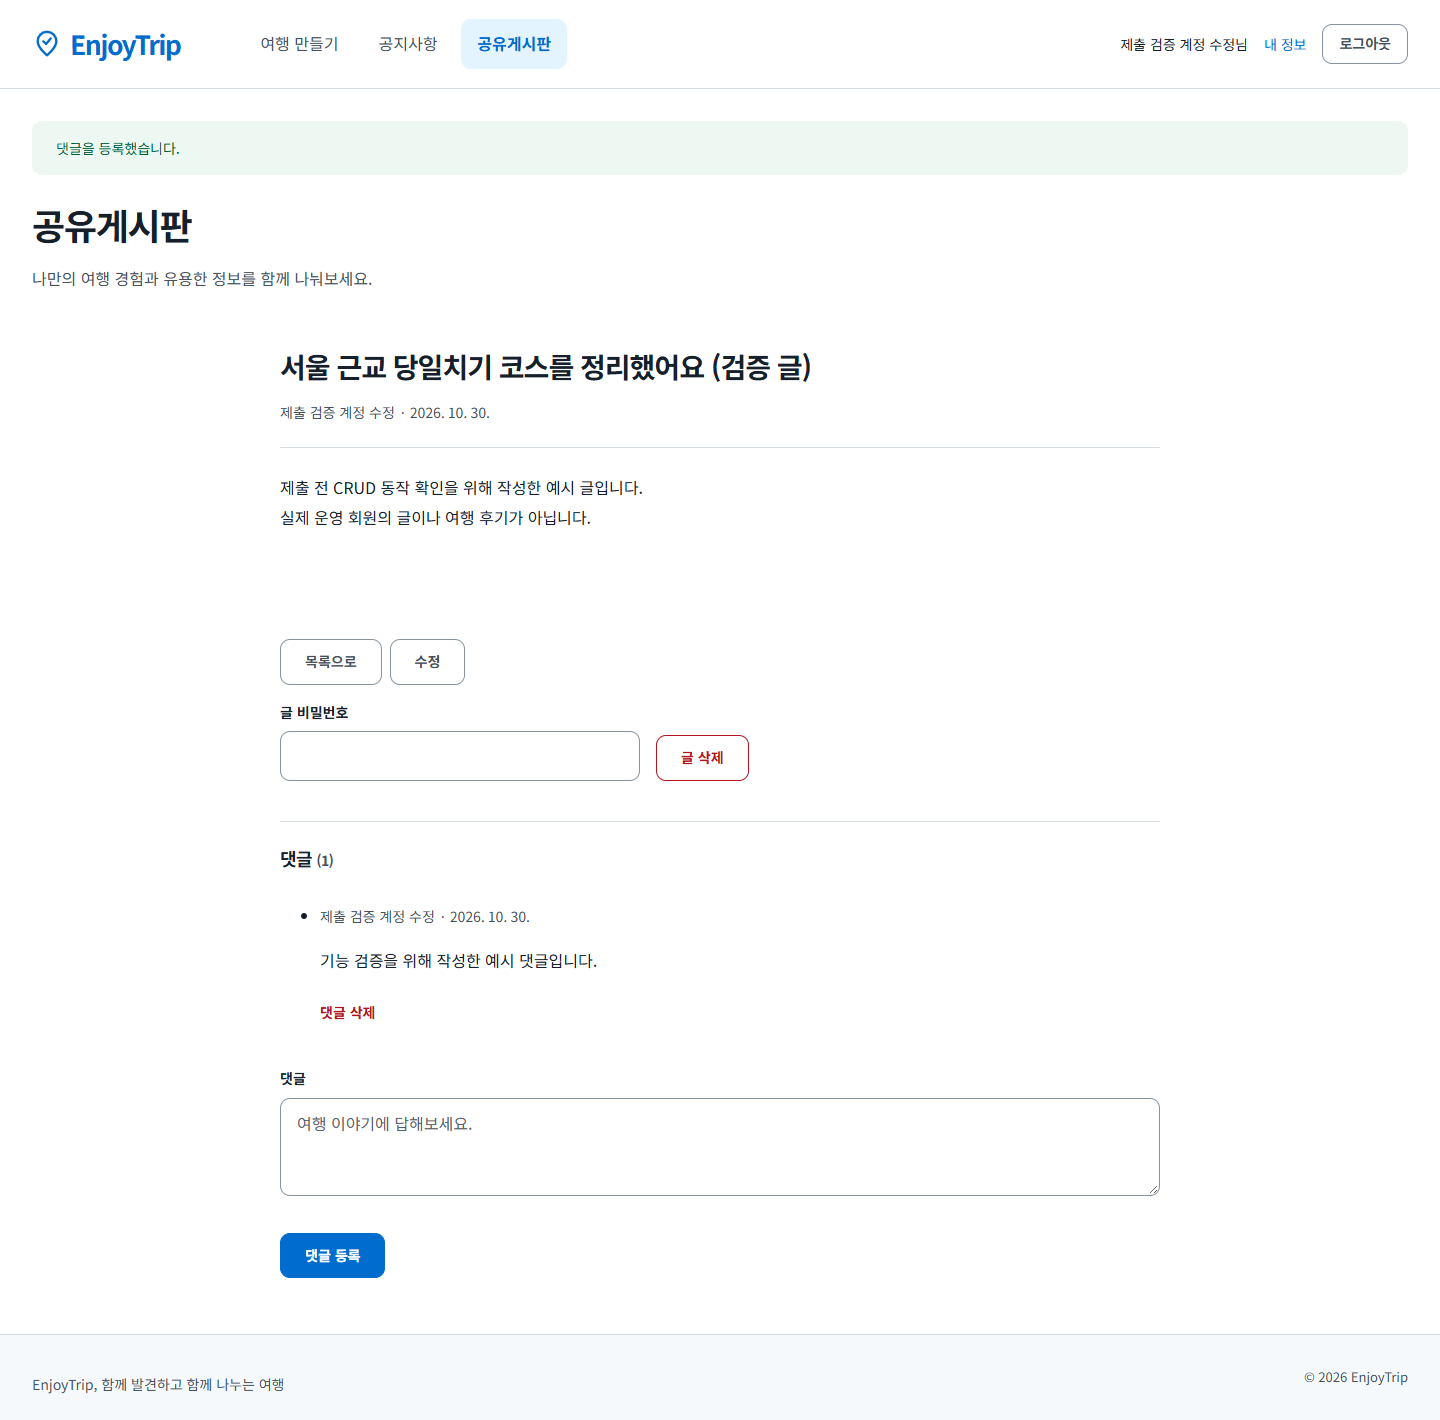 EnjoyTrip
여행 만들기
공지사항
공유게시판
제출 검증 계정 수정님
내 정보
로그아웃
댓글을 등록했습니다.
공유게시판
나만의 여행 경험과 유용한 정보를 함께 나눠보세요.
서울 근교 당일치기 코스를 정리했어요 (검증 글)
제출 검증 계정 수정 · 2026. 10. 30.
제출 전 CRUD 동작 확인을 위해 작성한 예시 글입니다.
실제 운영 회원의 글이나 여행 후기가 아닙니다.
목록으로
수정
글 비밀번호
글 삭제
댓글 (1)
제출 검증 계정 수정 · 2026. 10. 30.
기능 검증을 위해 작성한 예시 댓글입니다.
댓글 삭제
댓글
여행 이야기에 답해보세요.
댓글 등록
EnjoyTrip, 함께 발견하고 함께 나누는 여행
© 2026 EnjoyTrip